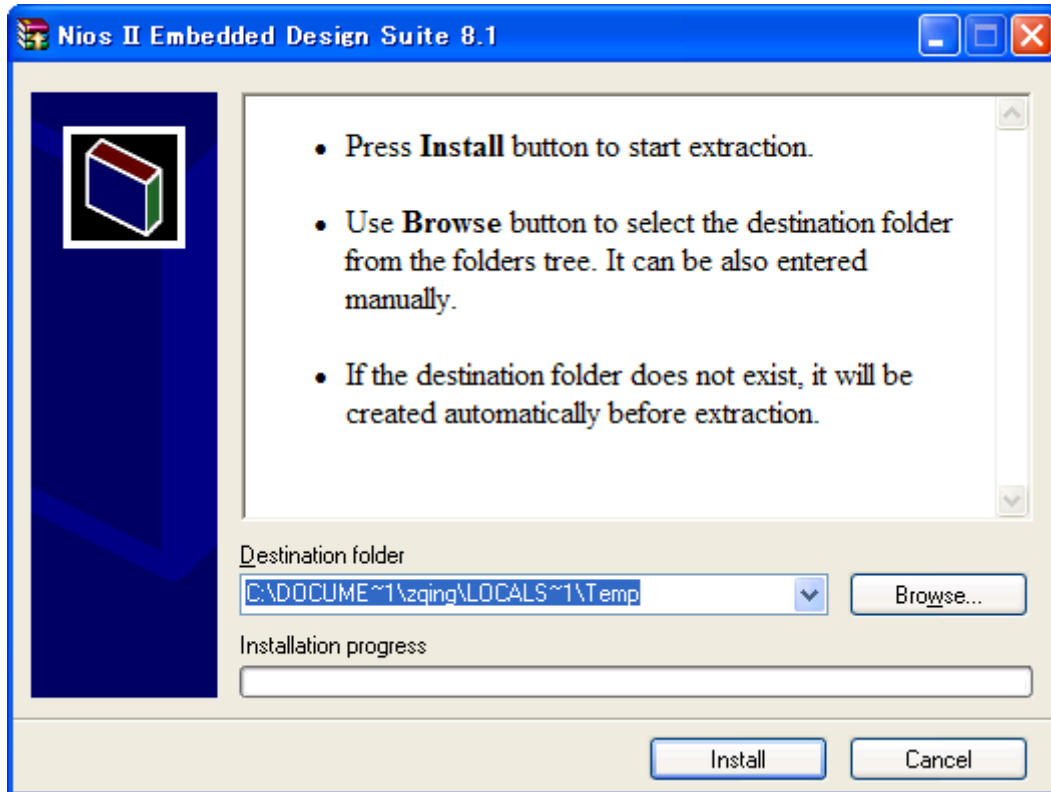 Nios II Embedded Design Suite 8.1
• Press Install button to start extraction.
• Use Browse button to select the destination folder
from the folders tree. It can be also entered
manually.
• If the destination folder does not exist, it will be
created automatically before extraction.
Destination folder
C:\DOCUME~1\zqing\LOCALS~1\Temp
Browse...
Installation progress
Install
Cancel